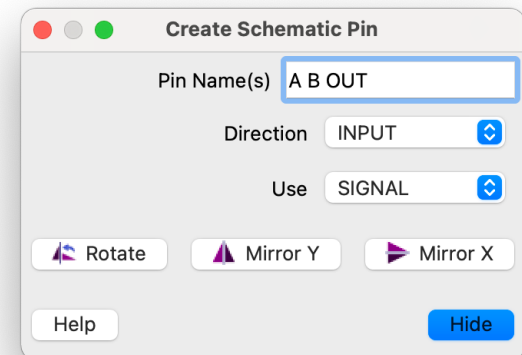 Create Schematic Pin
Pin Name(s) A B OUT
Direction INPUT
Use SIGNAL
Rotate Mirror Y Mirror X
Help Hide